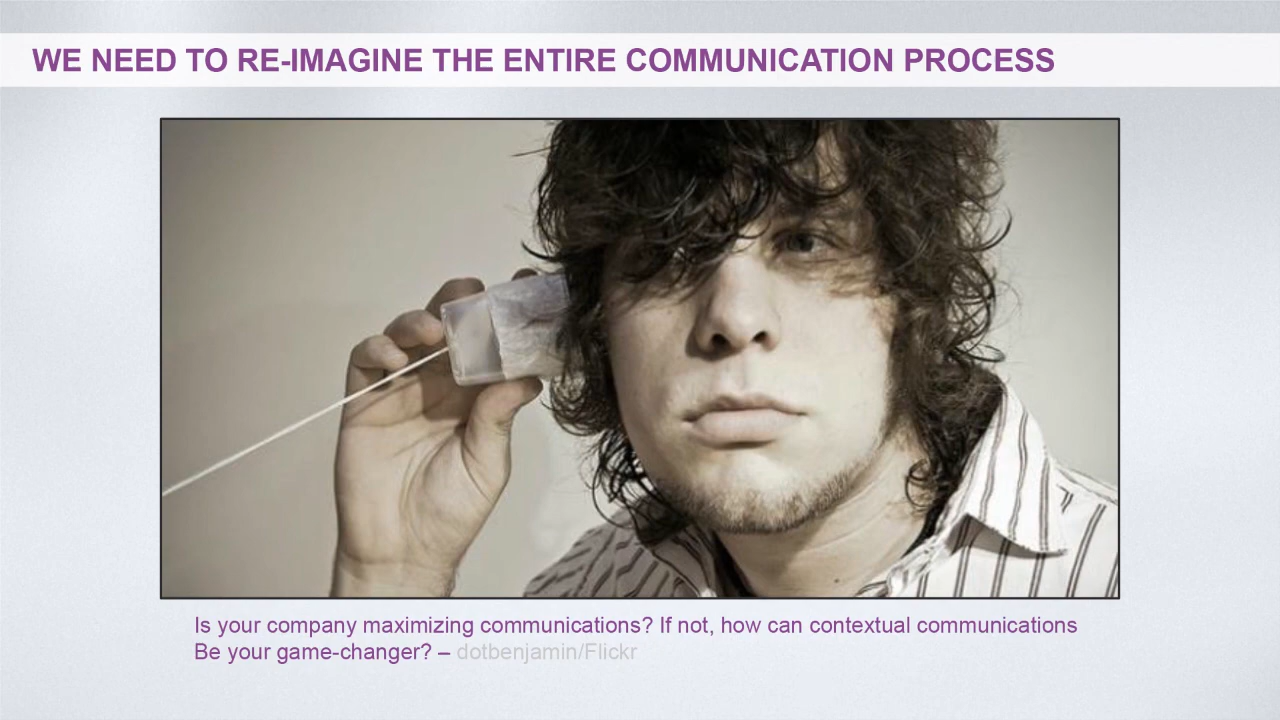 WE NEED TO RE-IMAGINE THE ENTIRE COMMUNICATION PROCESS
Is your company maximizing communications? If not, how can contextual communications
Be your game-changer? – dotbenjamin/Flickr